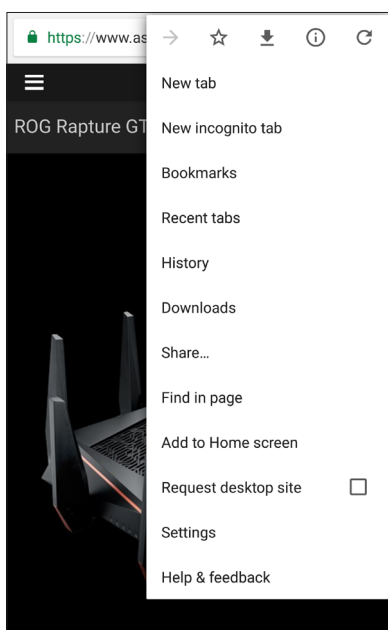 https://www.as
New tab
ROG Rapture GT
New incognito tab
Bookmarks
Recent tabs
History
Downloads
Share...
Find in page
Add to Home screen
Request desktop site
Settings
Help & feedback